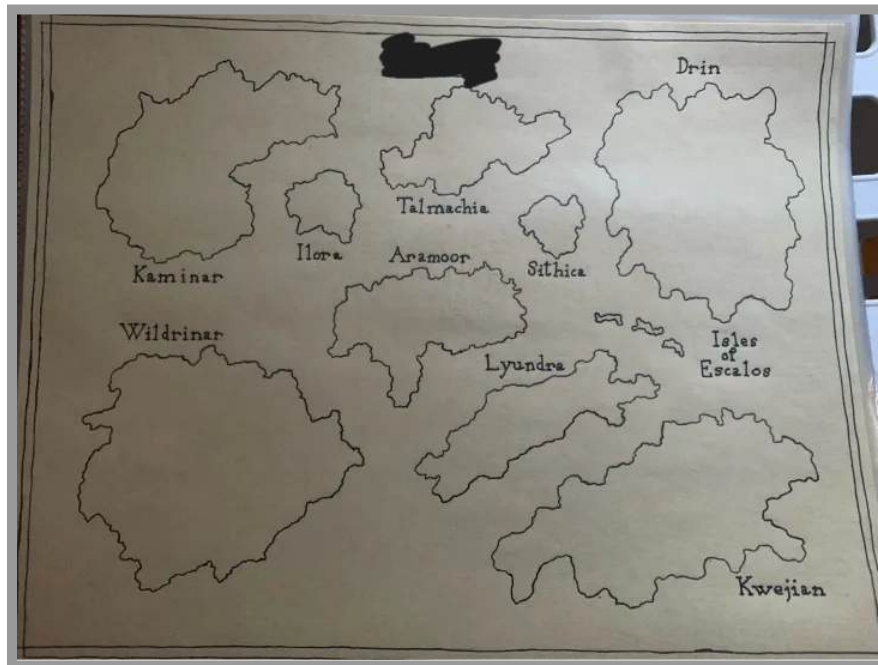 Drin
Talmachia
Ilora
Aramoor
Sithica
Kaminar
Wildrinar
Lyundra
Isles
of
Escalos
Kwejian